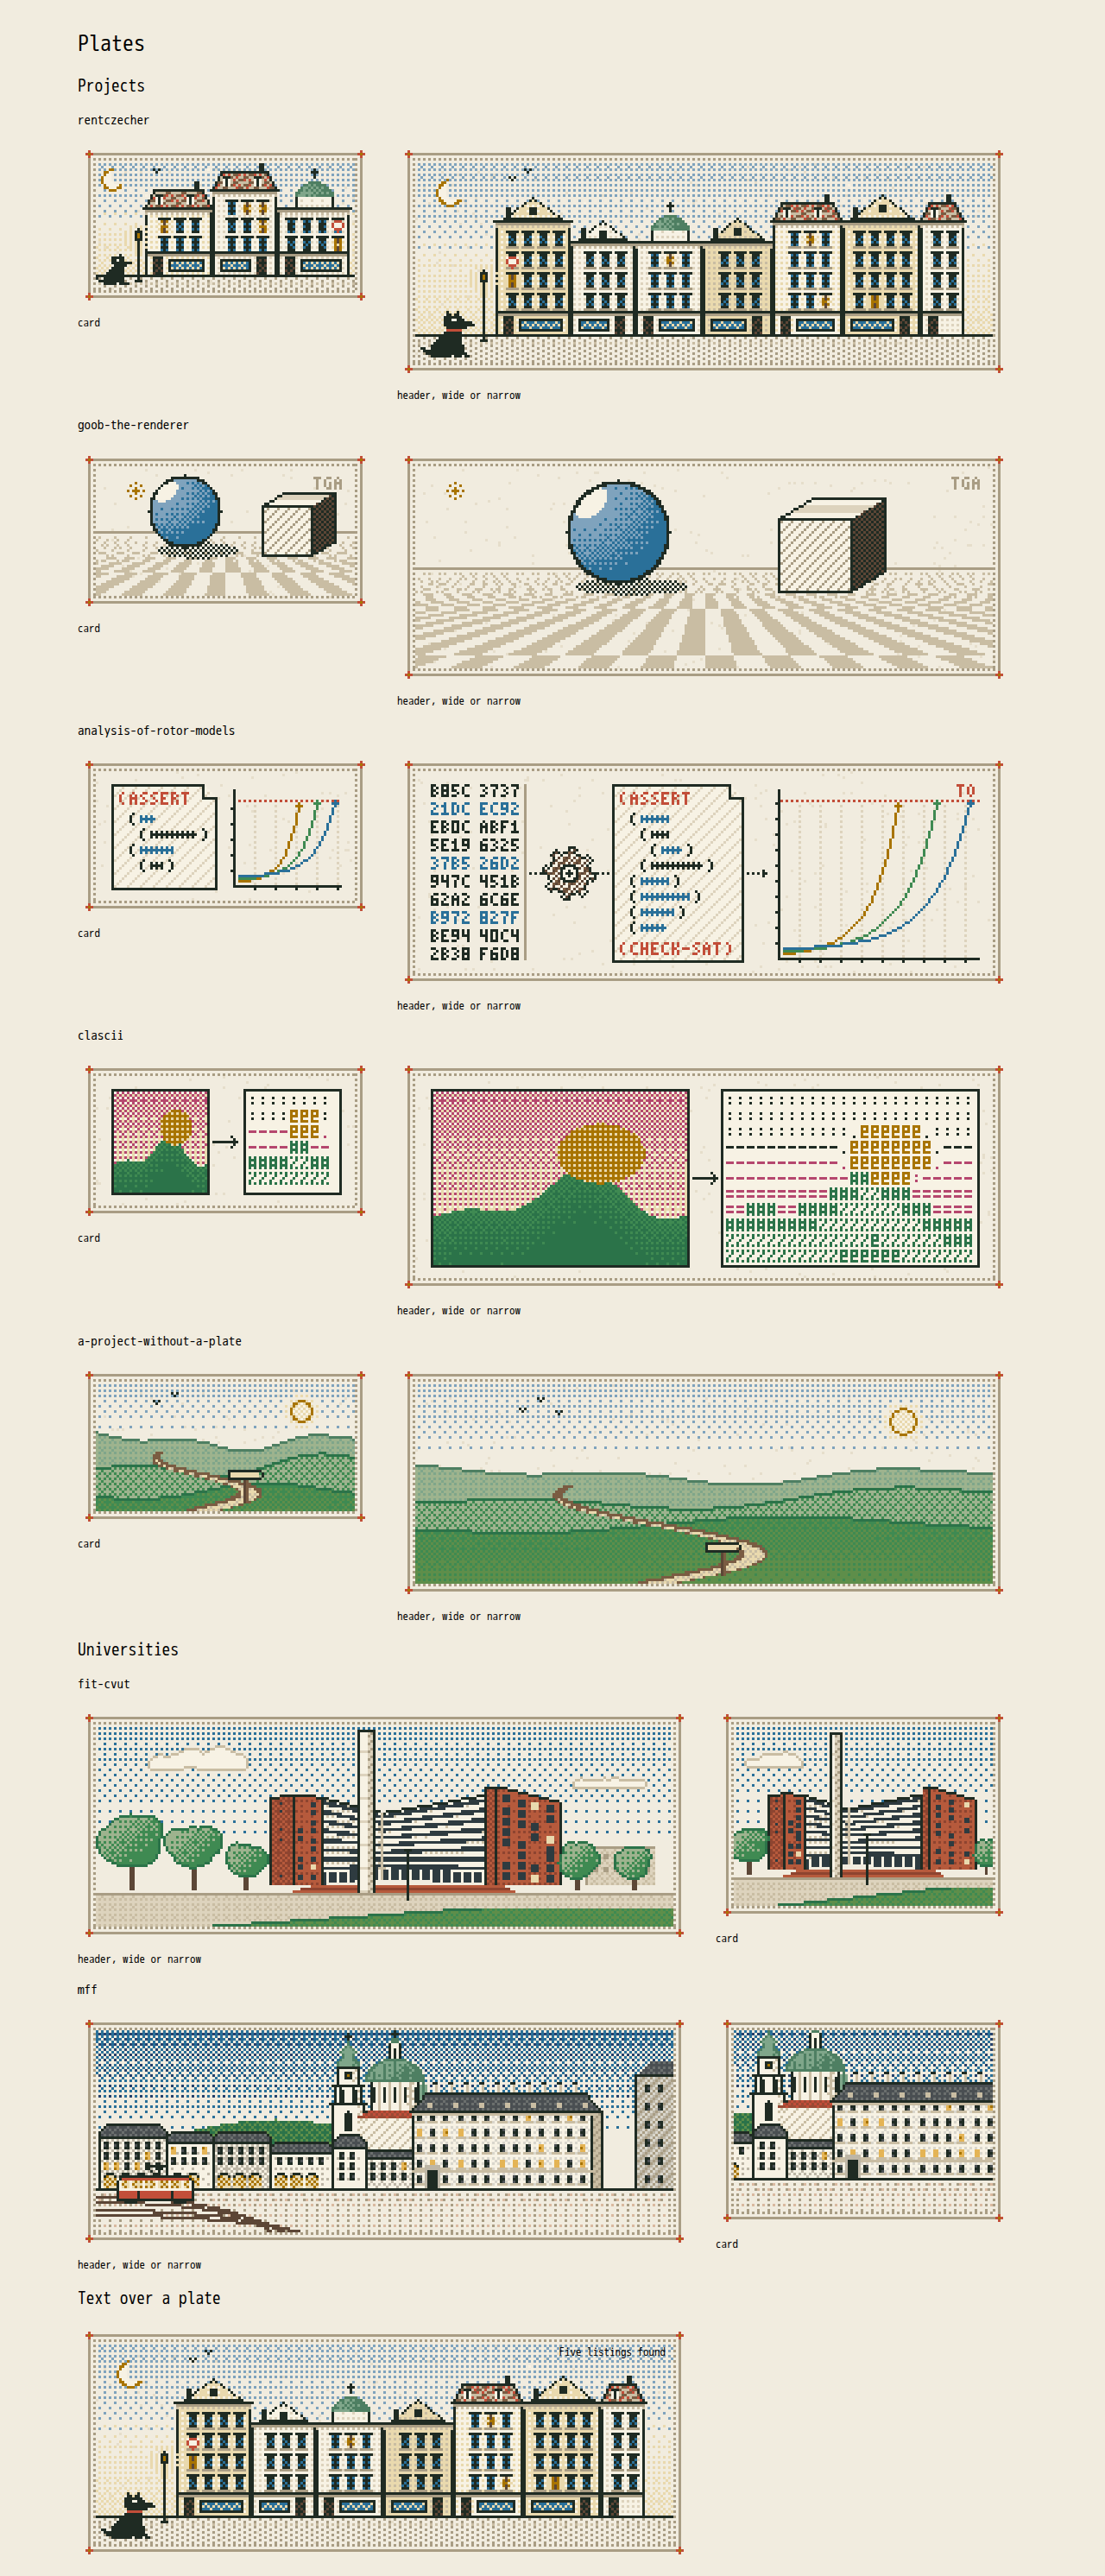 Plates
Projects
rentczecher
card
header, wide or narrow
goob-the-renderer
TGA
TGA
card
header, wide or narrow
analysis-of-rotor-models
(ASSERT
B85C 3737
21DC EC92
EB0C ABF1
5E19 6325
37B5 26D2
947C 451B
62A2 6C6E
B972 827F
BE94 40C4
2B38 F6D8
(ASSERT
(CHECK-SAT)
TO
card
header, wide or narrow
clascii
card
header, wide or narrow
a-project-without-a-plate
card
header, wide or narrow
Universities
fit-cvut
card
header, wide or narrow
mff
card
header, wide or narrow
Text over a plate
Five listings found